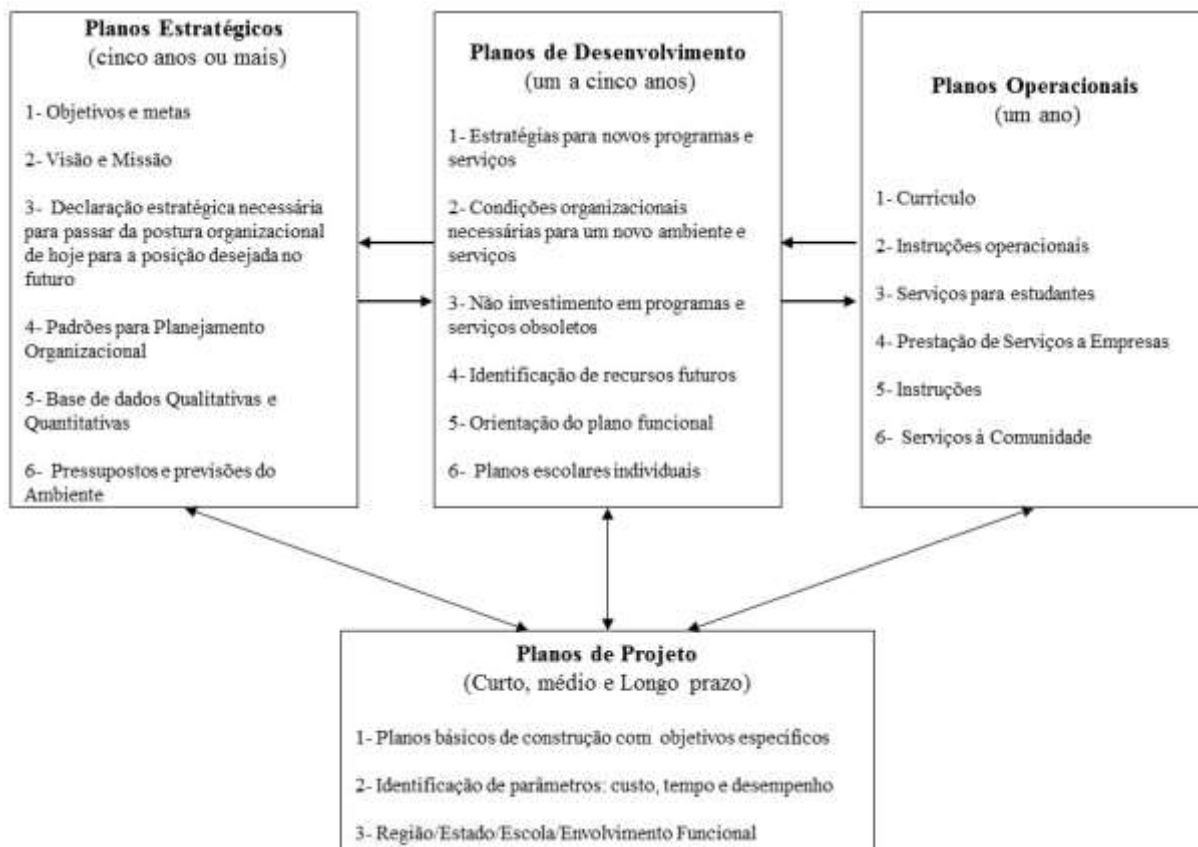 Planos Estratégicos
(cinco anos ou mais)
1- Objetivos e metas
2- Visão e Missão
3- Declaração estratégica necessária
para passar da postura organizacional
de hoje para a posição desejada no
futuro
4- Padrões para Planejamento
Organizacional
5- Base de dados Qualitativas e
Quantitativas
6- Pressupostos e previsões do
Ambiente
Planos de Desenvolvimento
(um a cinco anos)
1- Estratégias para novos programas e
serviços
2- Condições organizacionais
necessárias para um novo ambiente e
serviços
3- Não investimento em programas e
serviços obsoletos
4- Identificação de recursos futuros
5- Orientação do plano funcional
6- Planos escolares individuais
Planos Operacionais
(um ano)
1- Currículo
2- Instruções operacionais
3- Serviços para estudantes
4- Prestação de Serviços a Empresas
5- Instruções
6- Serviços à Comunidade
Planos de Projeto
(Curto, médio e Longo prazo)
1- Planos básicos de construção com objetivos específicos
2- Identificação de parâmetros: custo, tempo e desempenho
3- Região/Estado/Escola/Envolvimento Funcional